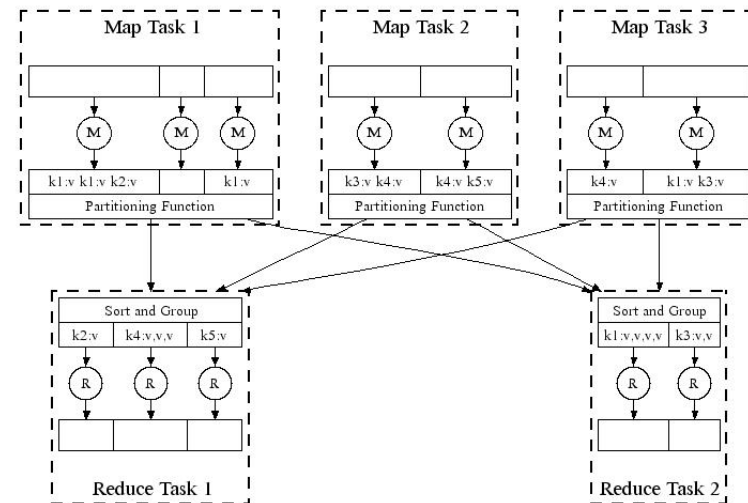 Map Task 1
Map Task 2
Map Task 3
M M M
M M
M M
k1:v k1:v k2:v k1:v
k3:v k4:v k4:v k5:v
k4:v k1:v k3:v
Partitioning Function
Partitioning Function
Partitioning Function
Sort and Group
Sort and Group
k2:v k4:v,v,v k5:v
k1:v,v,v,v k3:v,v
R R R
R R
Reduce Task 1
Reduce Task 2